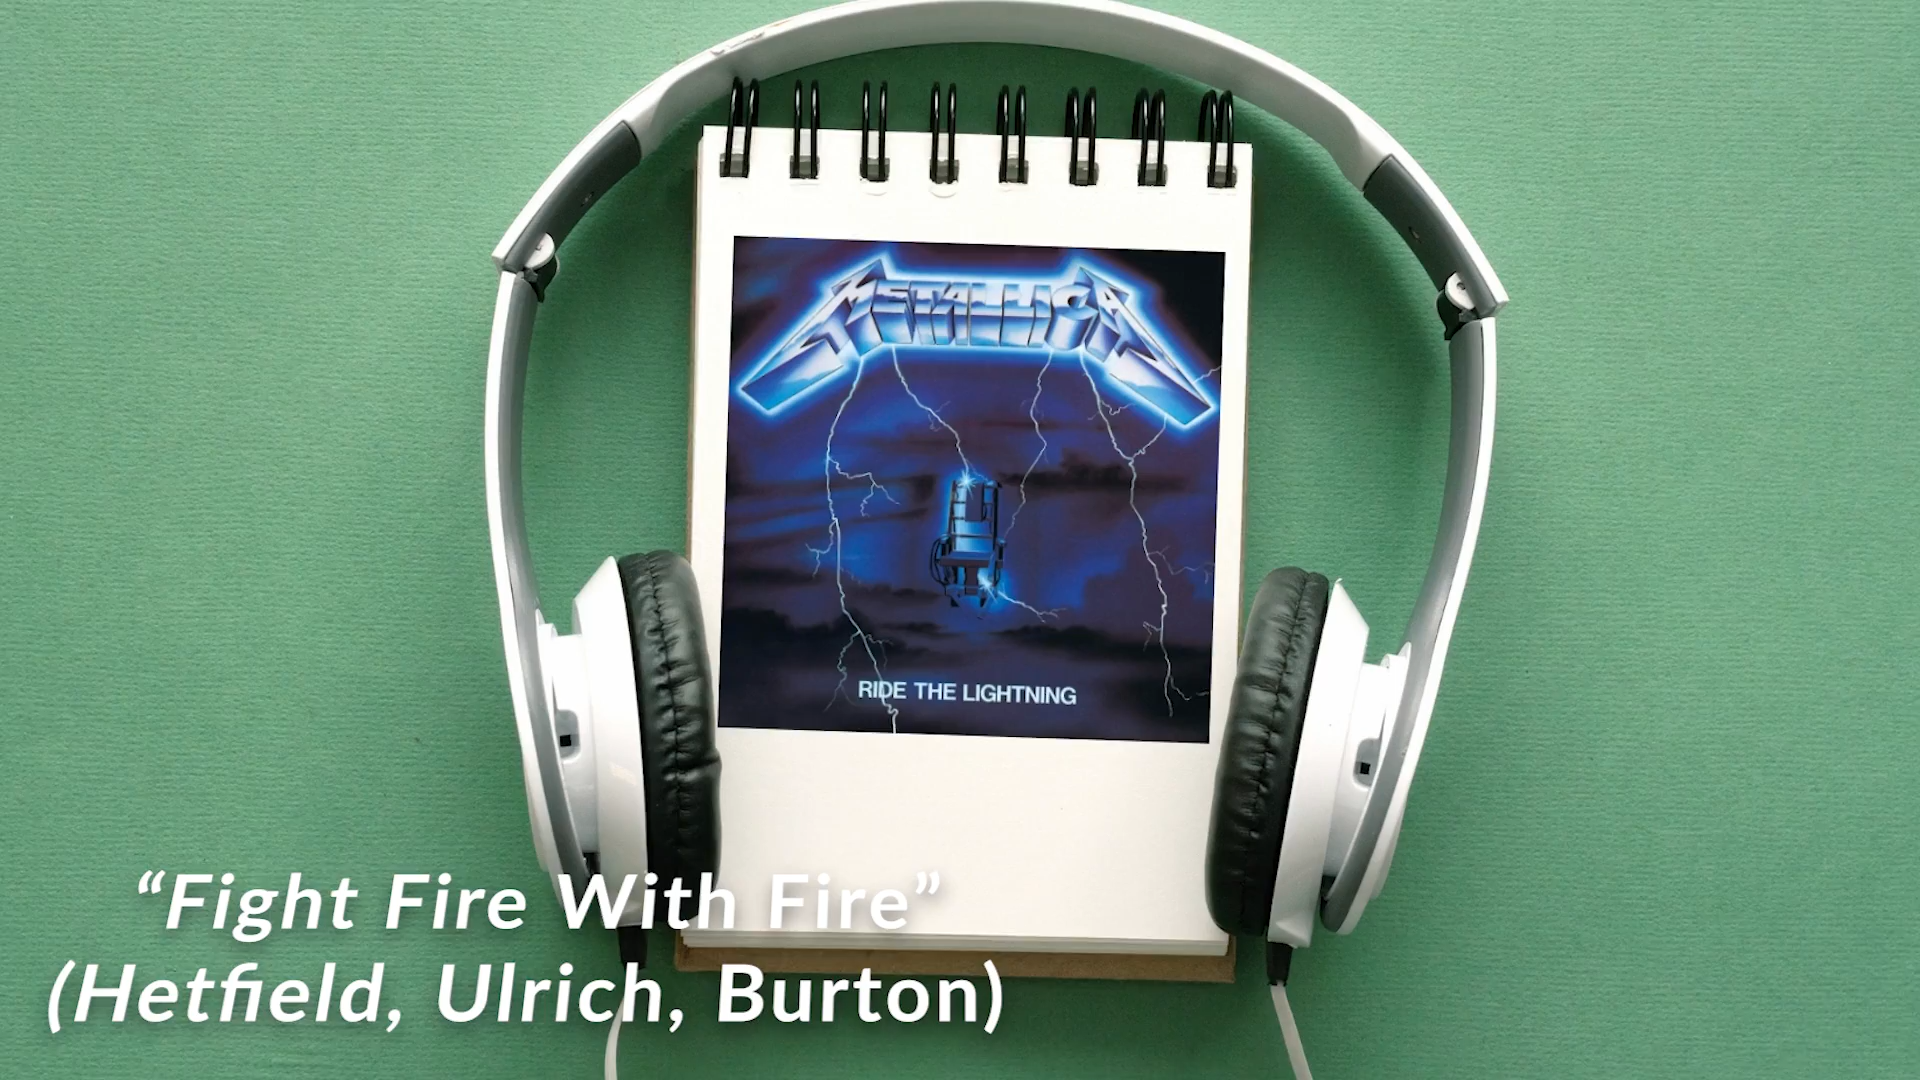 METALLICA
RIDE THE LIGHTNING
“Fight Fire With Fire”
(Hetfield, Ulrich, Burton)